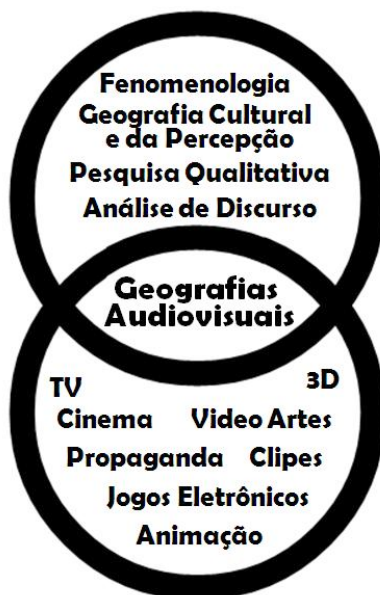 Fenomenologia
Geografia Cultural
e da Percepção
Pesquisa Qualitativa
Análise de Discurso
Geografias
Audiovisuais
TV 3D
Cinema Video Artes
Propaganda Clipes
Jogos Eletrônicos
Animação